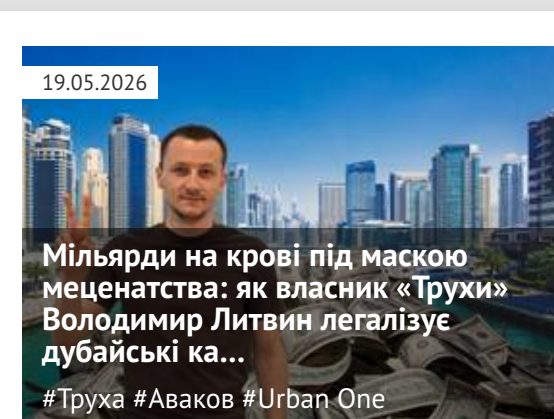 19.05.2026
Мільярди на крові під маскою
меценатства: як власник «Трухи»
Володимир Литвин легалізує
дубайські ка...
#Труха #Аваков #Urban One